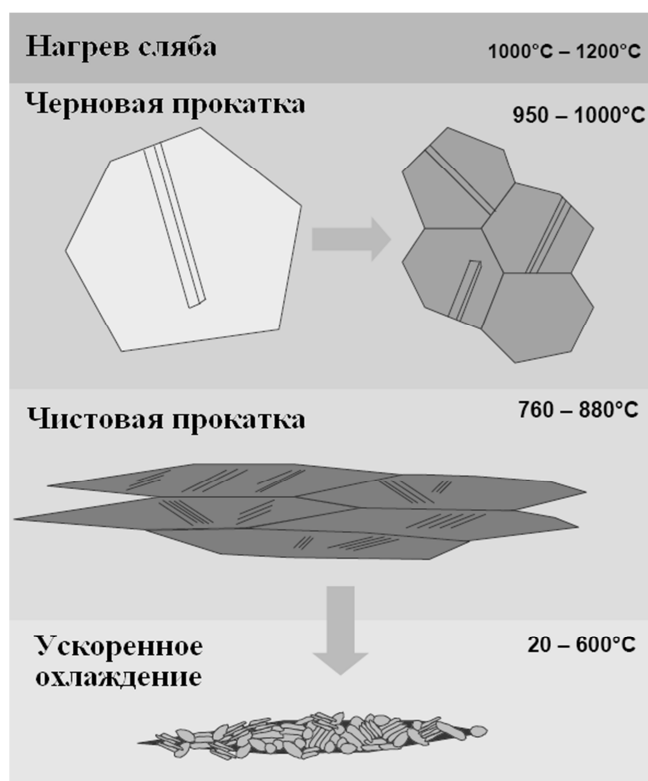 Нагрев сляба
1000°C – 1200°C
Черновая прокатка
950 – 1000°C
Чистовая прокатка
760 – 880°C
Ускоренное
охлаждение
20 – 600°C